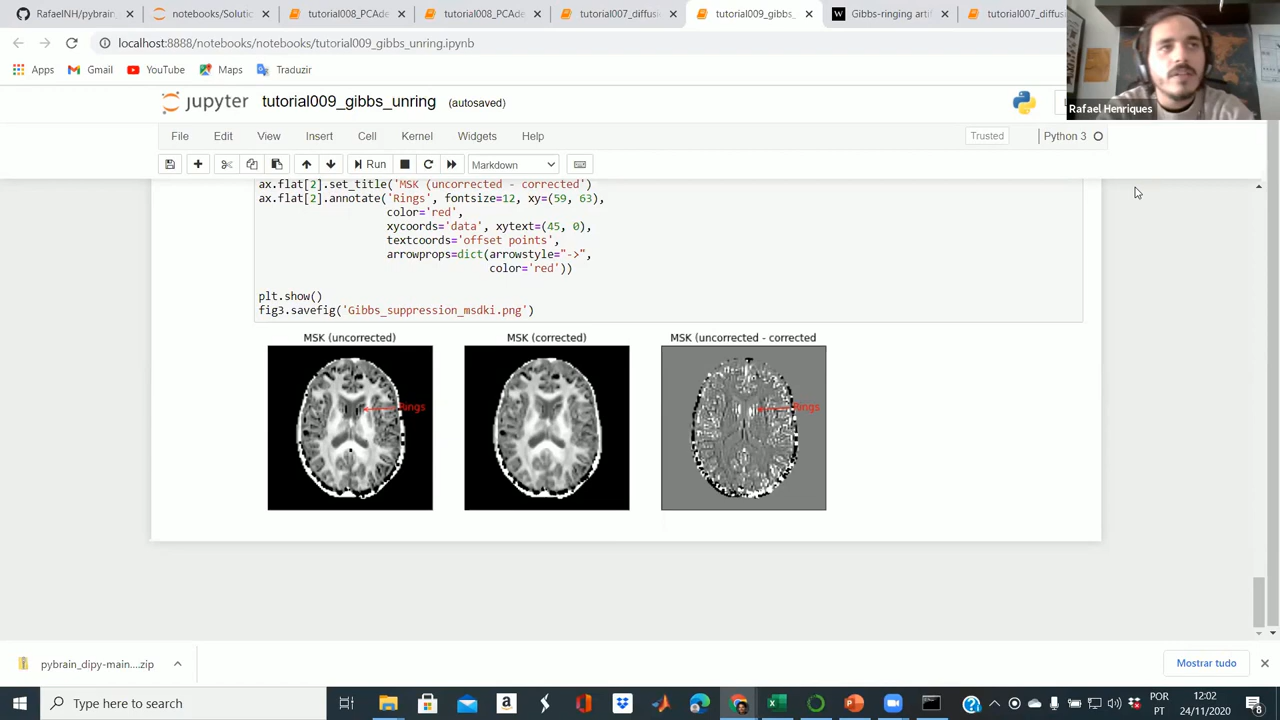 RafaelNH/pybrain_
notebooks/Solutic
tutorial008_PCAde
tutorial008_PCAde
tutorial007_diffusi
tutorial009_gibbs_
Gibbs-ringing artif
tutorial007_diffus
localhost:8888/notebooks/notebooks/tutorial009_gibbs_unring.ipynb
Apps
Gmail
YouTube
Maps
Traduzir
Rafael Henriques
jupyter
tutorial009_gibbs_unring
(autosaved)
File
Edit
View
Insert
Cell
Kernel
Widgets
Help
Trusted
Python 3
Run
Markdown
ax.flat[2].set_title('MSK (uncorrected - corrected')
ax.flat[2].annotate('Rings', fontsize=12, xy=(59, 63),
color='red',
xycoords='data', xytext=(45, 0),
textcoords='offset points',
arrowprops=dict(arrowstyle="->",
color='red'))
plt.show()
fig3.savefig('Gibbs_suppression_msdki.png')
MSK (uncorrected)
MSK (corrected)
MSK (uncorrected - corrected
Rings
Rings
pybrain_dipy-main....zip
Mostrar tudo
Type here to search
POR
PT
12:02
24/11/2020
8